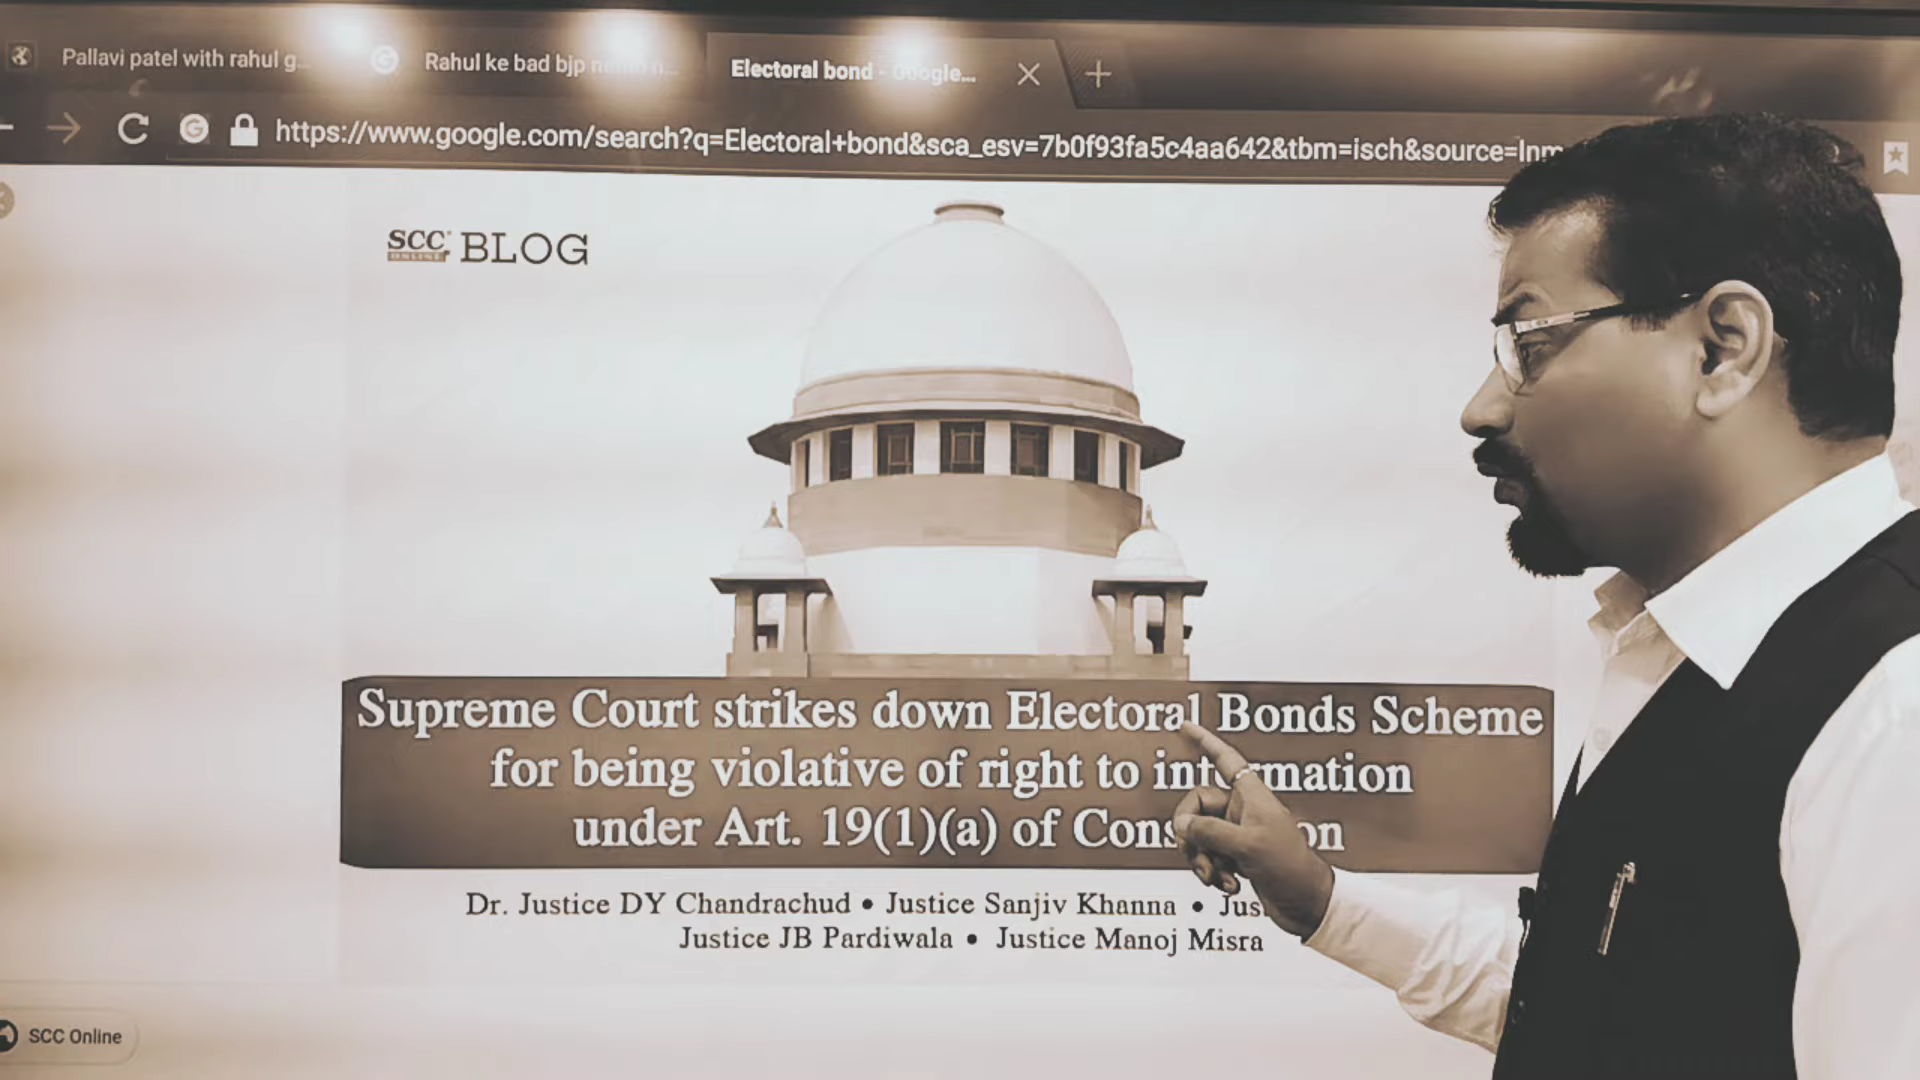 Pallavi patel with rahul g...
Rahul ke bad bjp
Electoral bond - Google...
https://www.google.com/search?q=Electoral+bond&sca_esv=7b0f93fa5c4aa642&tbm=isch&source=lnm
SCC ONLINE BLOG
Supreme Court strikes down Electoral Bonds Scheme
for being violative of right to information
under Art. 19(1)(a) of Cons on
Dr. Justice DY Chandrachud • Justice Sanjiv Khanna • Jus
Justice JB Pardiwala • Justice Manoj Misra
SCC Online